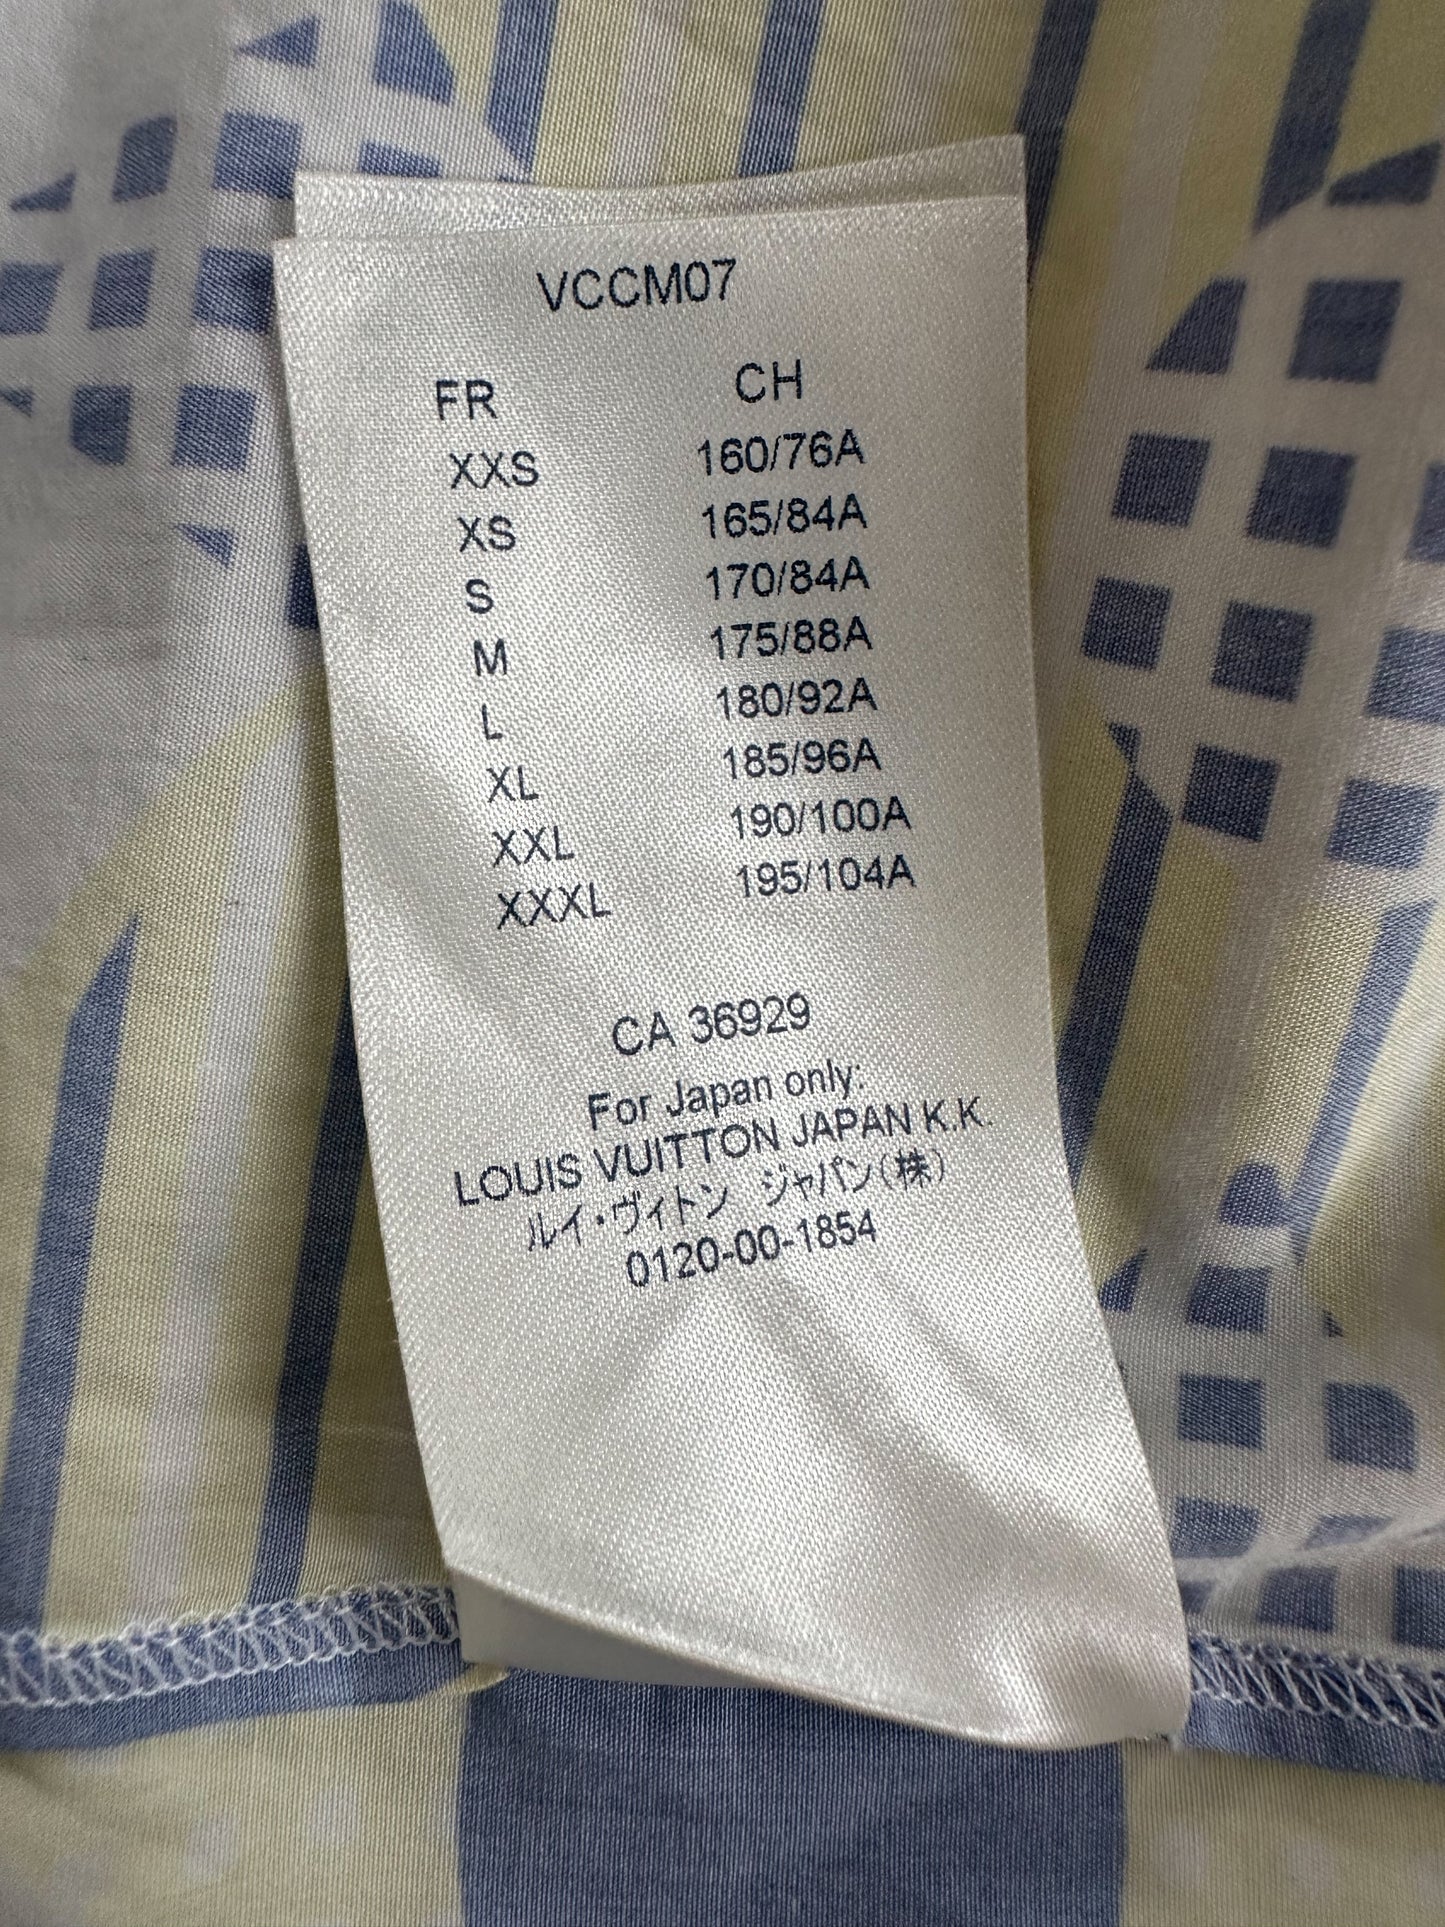 VCCM07
FR CH
XXS 160/76A
XS 165/84A
S 170/84A
M 175/88A
L 180/92A
XL 185/96A
XXL 190/100A
XXXL 195/104A
CA 36929
For Japan only:
LOUIS VUITTON JAPAN K.K.
ルイ・ヴィトン ジャパン(株)
0120-00-1854